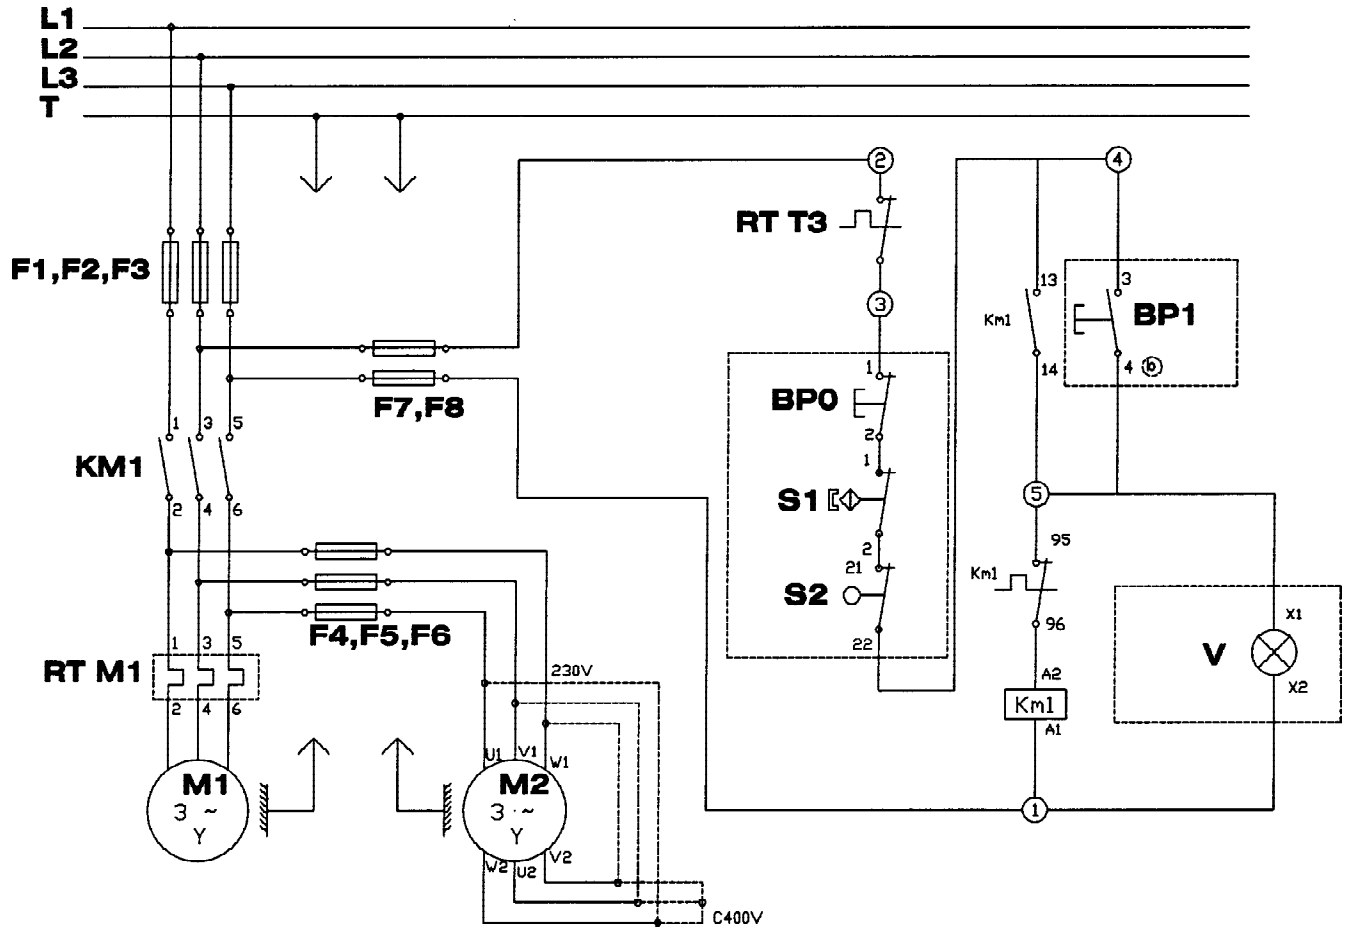 L1
L2
L3
T
2
4
RT T3
F1,F2,F3
13
3
Km1
BP1
3
14
4 b
F7,F8
1
BP0
2
1 3 5
KM1
1
S1
2 4 6
5
2
95
21
Km1
S2
F4,F5,F6
96
22
X1
1 3 5
RT M1
230V
V
A2
X2
2 4 6
Km1
A1
U1 V1 W1
M1
3 ~
Y
M2
3 ~
Y
1
W2 U2 V2
C400V